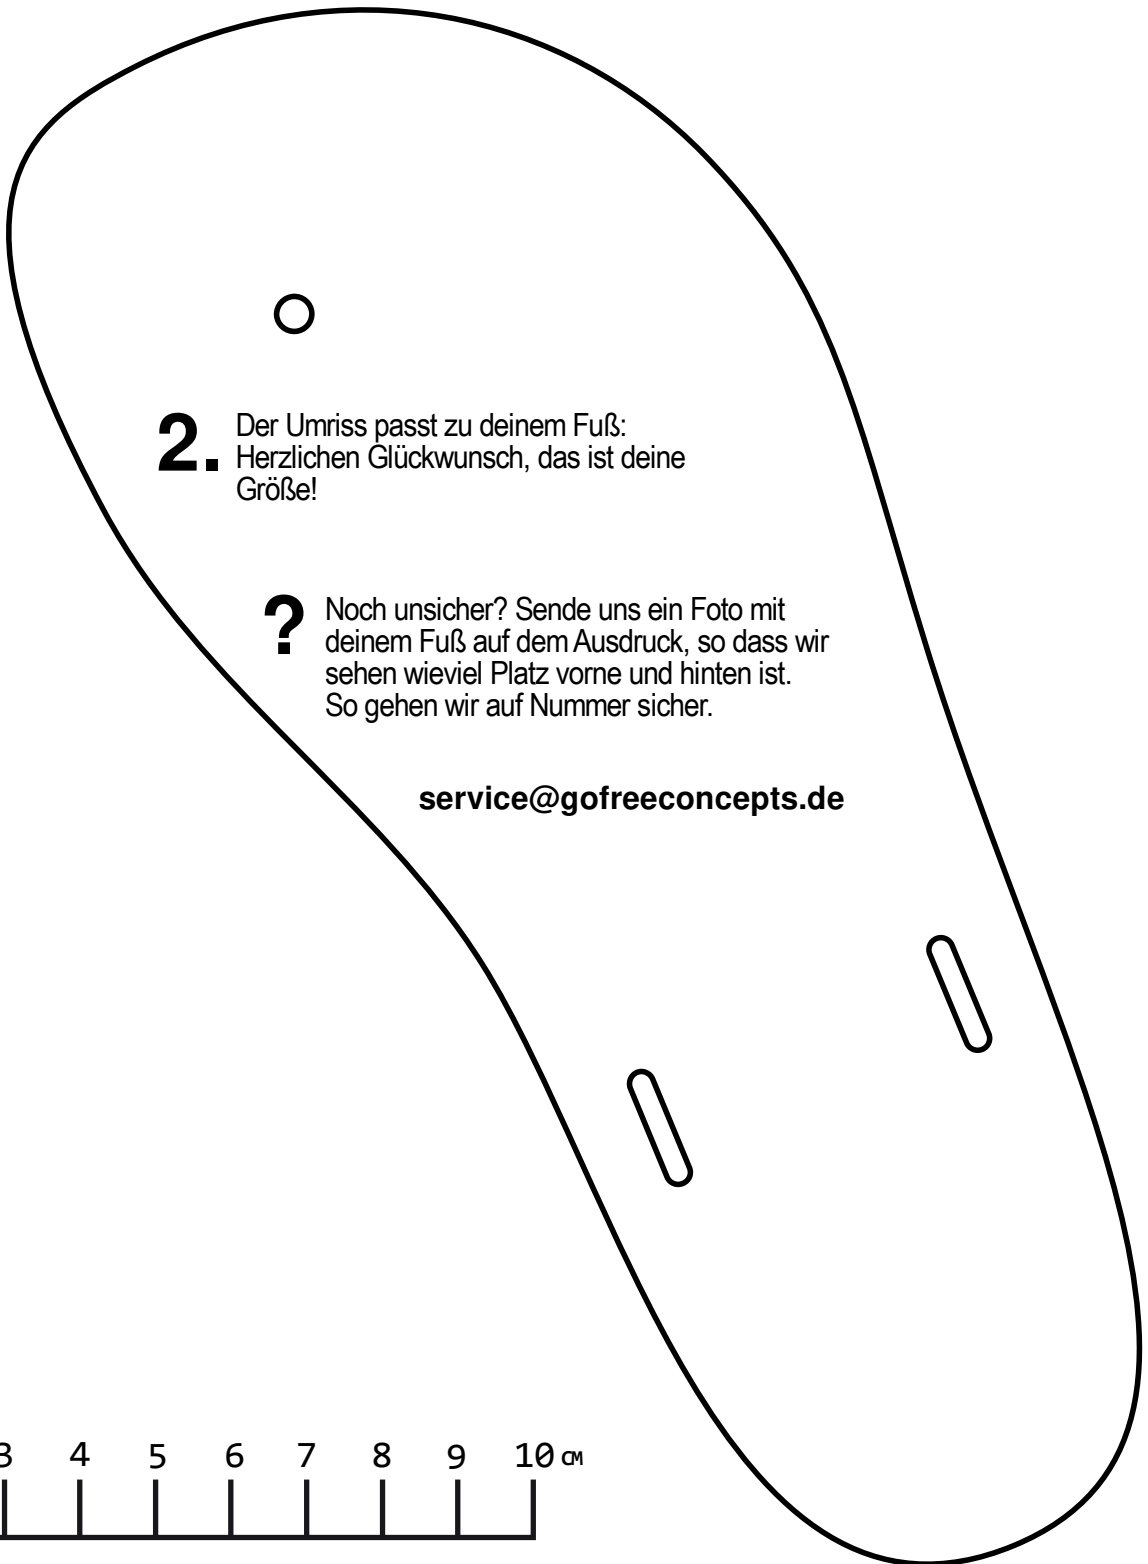 2. Der Umriss passt zu deinem Fuß:
Herzlichen Glückwunsch, das ist deine
Größe!
? Noch unsicher? Sende uns ein Foto mit
deinem Fuß auf dem Ausdruck, so dass wir
sehen wieviel Platz vorne und hinten ist.
So gehen wir auf Nummer sicher.
service@gofreeconcepts.de
3 4 5 6 7 8 9 10 CM